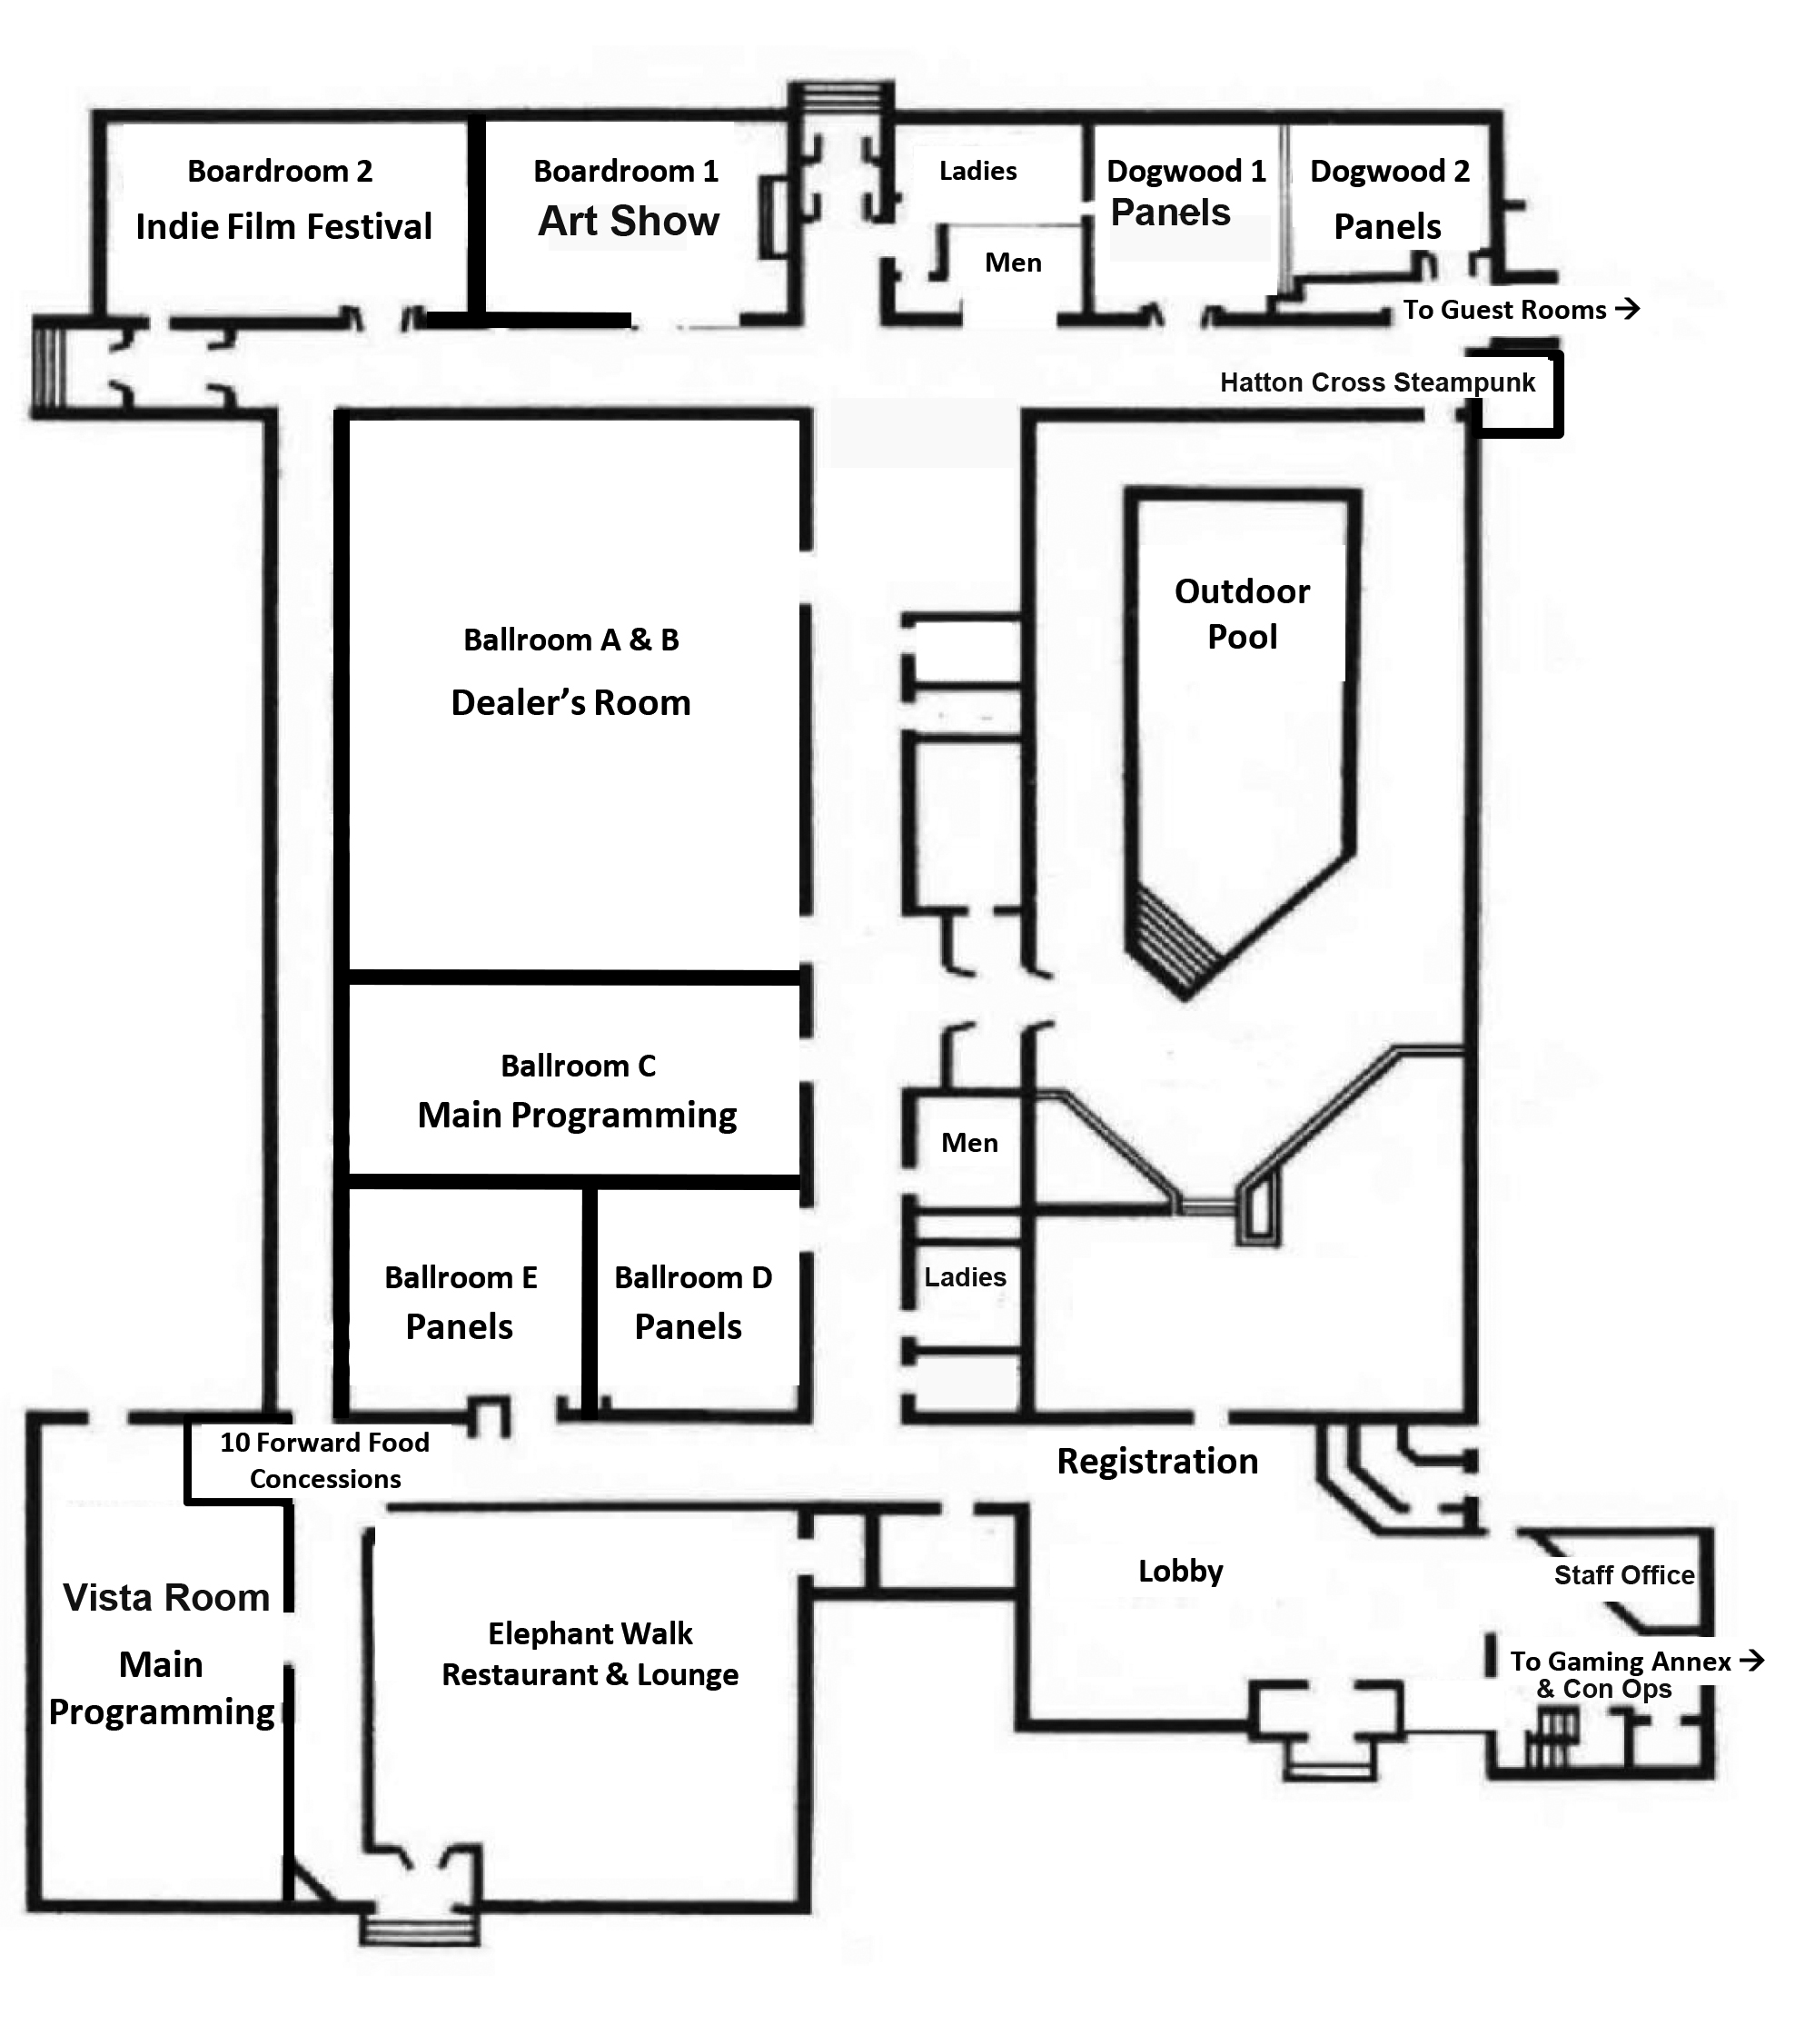 Boardroom 2
Indie Film Festival
Boardroom 1
Art Show
Ladies
Men
Dogwood 1
Panels
Dogwood 2
Panels
To Guest Rooms →
Hatton Cross Steampunk
Outdoor
Pool
Ballroom A & B
Dealer’s Room
Ballroom C
Main Programming
Men
Ballroom E
Panels
Ballroom D
Panels
Ladies
10 Forward Food
Concessions
Registration
Lobby
Staff Office
Vista Room
Main
Programming
Elephant Walk
Restaurant & Lounge
To Gaming Annex →
& Con Ops